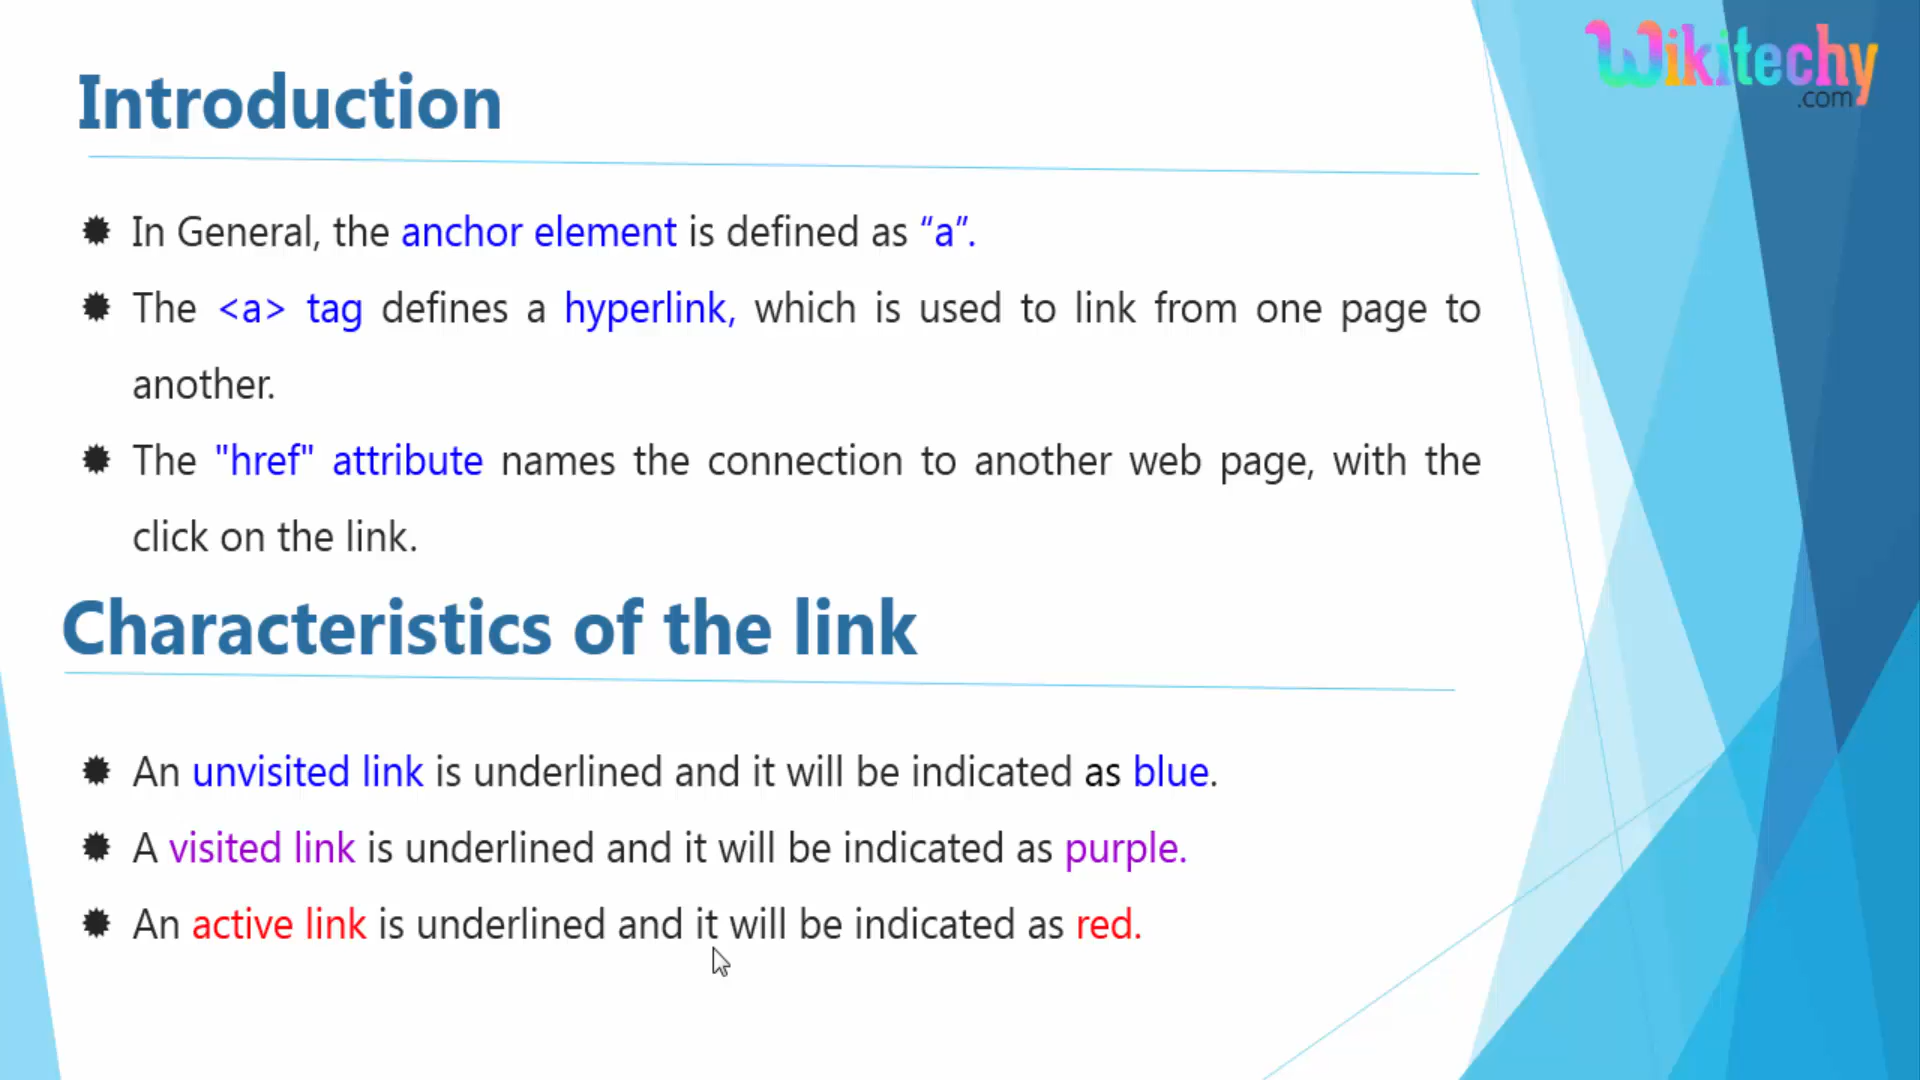 Wikitechy
.com
Introduction
In General, the anchor element is defined as “a”.
The <a> tag defines a hyperlink, which is used to link from one page to
another.
The "href" attribute names the connection to another web page, with the
click on the link.
Characteristics of the link
An unvisited link is underlined and it will be indicated as blue.
A visited link is underlined and it will be indicated as purple.
An active link is underlined and it will be indicated as red.